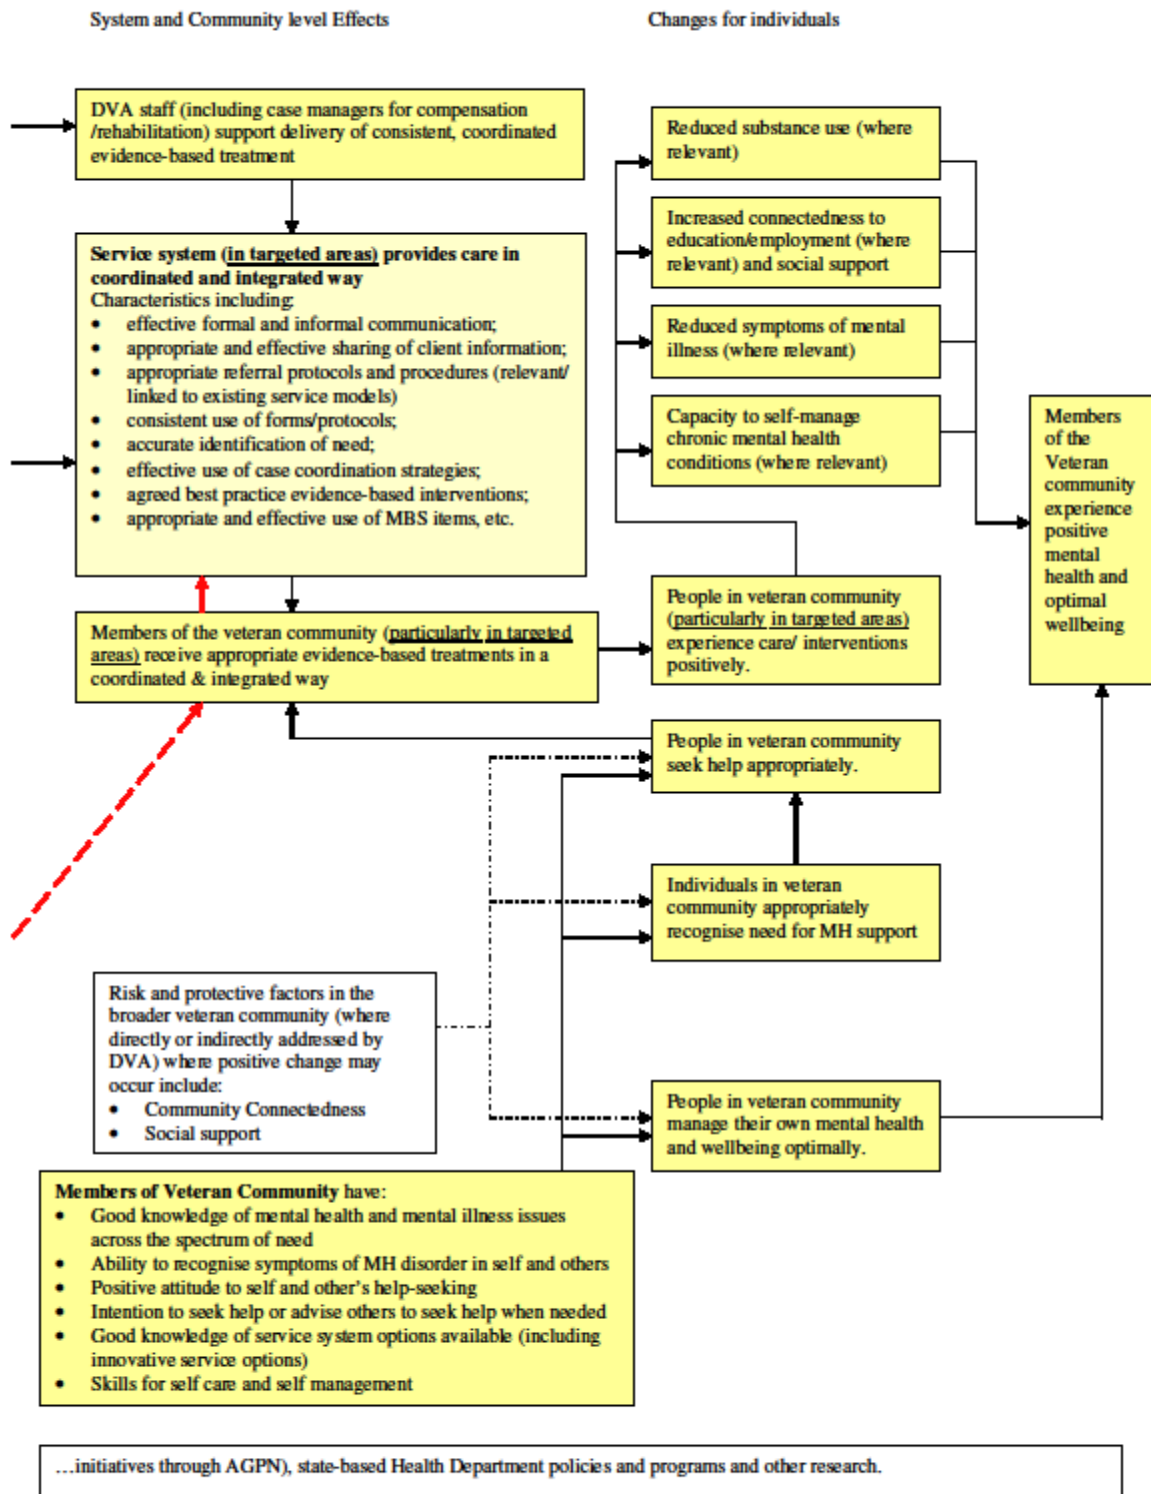 System and Community level Effects
Changes for individuals
DVA staff (including case managers for compensation
/rehabilitation) support delivery of consistent, coordinated
evidence-based treatment
Service system (in targeted areas) provides care in
coordinated and integrated way
Characteristics including:
• effective formal and informal communication;
• appropriate and effective sharing of client information;
• appropriate referral protocols and procedures (relevant/
linked to existing service models)
• consistent use of forms/protocols;
• accurate identification of need;
• effective use of case coordination strategies;
• agreed best practice evidence-based interventions;
• appropriate and effective use of MBS items, etc.
Members of the veteran community (particularly in targeted
areas) receive appropriate evidence-based treatments in a
coordinated & integrated way
Reduced substance use (where
relevant)
Increased connectedness to
education/employment (where
relevant) and social support
Reduced symptoms of mental
illness (where relevant)
Capacity to self-manage
chronic mental health
conditions (where relevant)
Members
of the
Veteran
community
experience
positive
mental
health and
optimal
wellbeing
People in veteran community
(particularly in targeted areas)
experience care/ interventions
positively.
People in veteran community
seek help appropriately.
Individuals in veteran
community appropriately
recognise need for MH support
Risk and protective factors in the
broader veteran community (where
directly or indirectly addressed by
DVA) where positive change may
occur include:
• Community Connectedness
• Social support
People in veteran community
manage their own mental health
and wellbeing optimally.
Members of Veteran Community have:
• Good knowledge of mental health and mental illness issues
across the spectrum of need
• Ability to recognise symptoms of MH disorder in self and others
• Positive attitude to self and other's help-seeking
• Intention to seek help or advise others to seek help when needed
• Good knowledge of service system options available (including
innovative service options)
• Skills for self care and self management
…initiatives through AGPN), state-based Health Department policies and programs and other research.